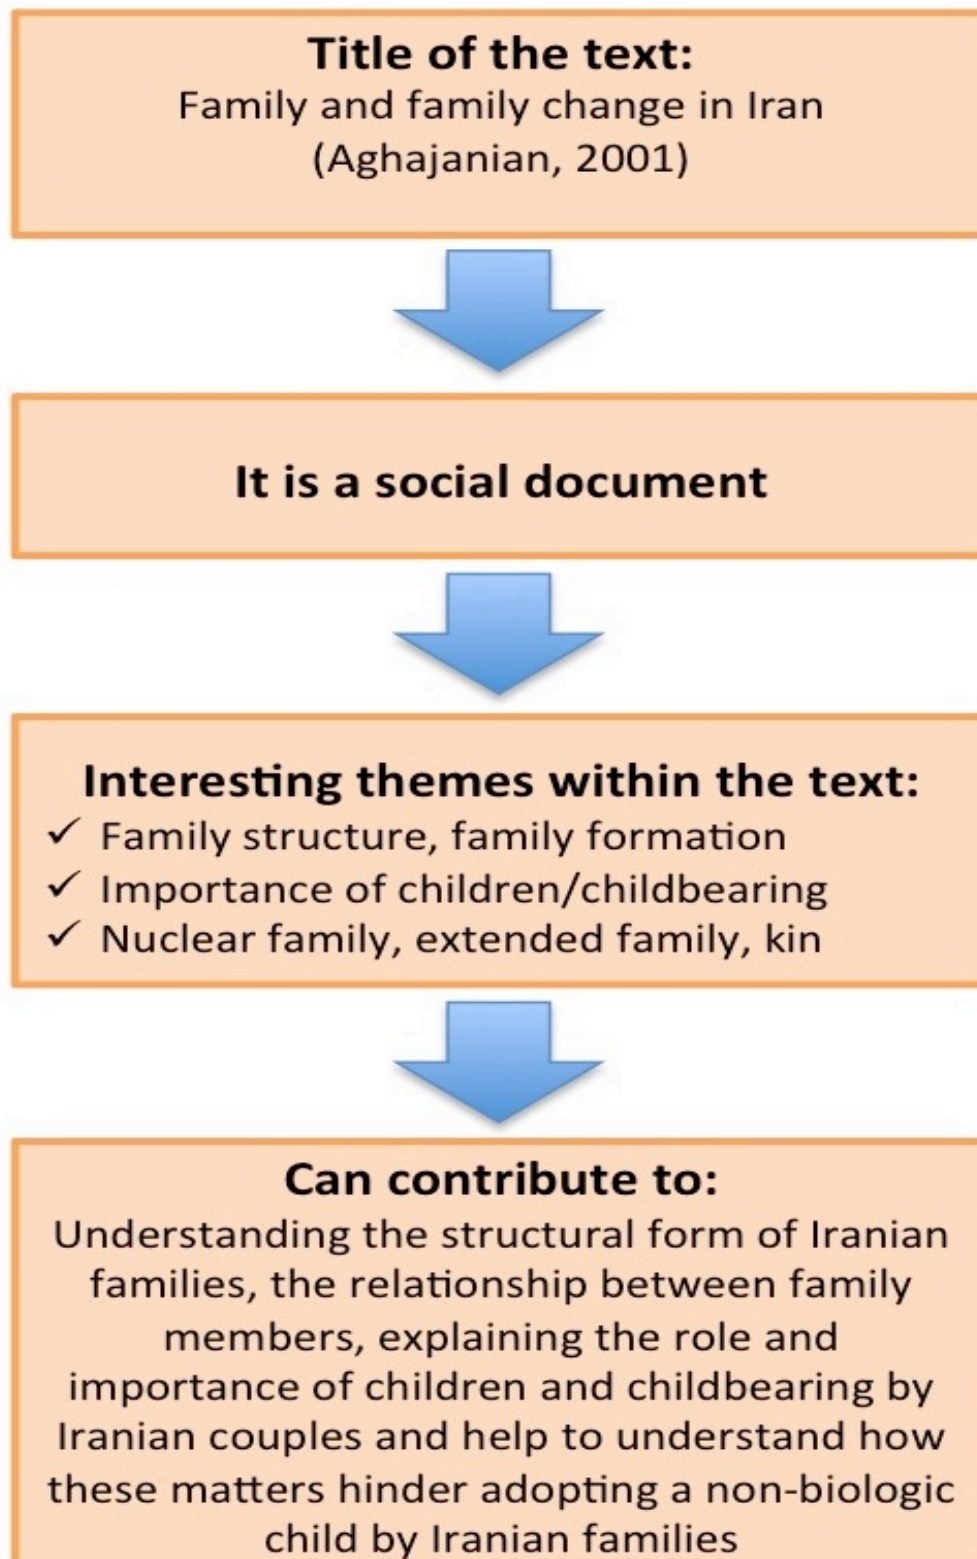 Title of the text:
Family and family change in Iran
(Aghajanian, 2001)
It is a social document
Interesting themes within the text:
✓ Family structure, family formation
✓ Importance of children/childbearing
✓ Nuclear family, extended family, kin
Can contribute to:
Understanding the structural form of Iranian
families, the relationship between family
members, explaining the role and
importance of children and childbearing by
Iranian couples and help to understand how
these matters hinder adopting a non-biologic
child by Iranian families